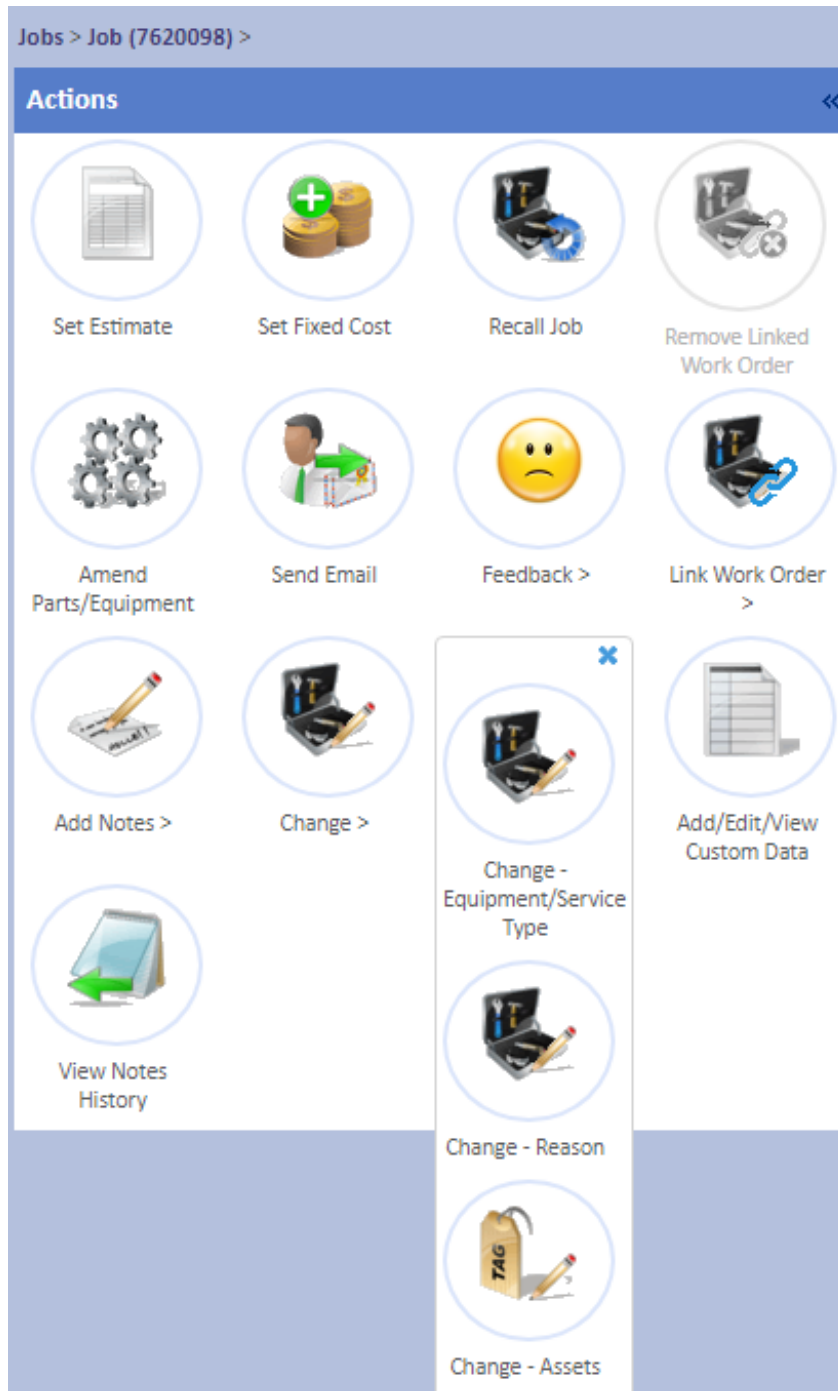 Jobs > Job (7620098) >
Actions
Set Estimate
Set Fixed Cost
Recall Job
Remove Linked
Work Order
Amend
Parts/Equipment
Send Email
Feedback >
Link Work Order
>
Add Notes >
Change >
Change -
Equipment/Service
Type
Add/Edit/View
Custom Data
View Notes
History
Change - Reason
TAG
Change - Assets